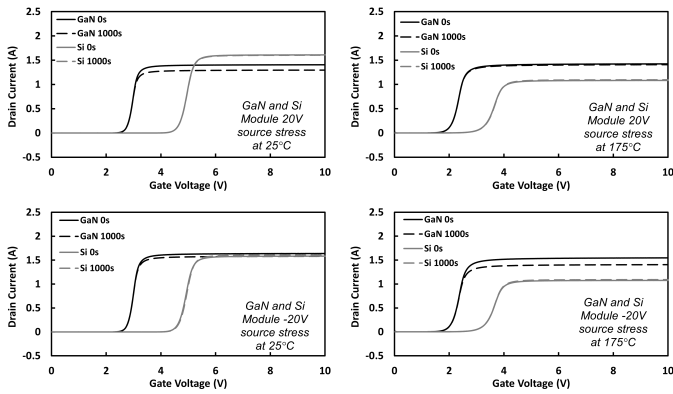 2.5
2
1.5
1
0.5
0
-0.5
Drain Current (A)
GaN 0s
GaN 1000s
Si 0s
Si 1000s
GaN and Si
Module 20V
source stress
at 25°C
0 2 4 6 8 10
Gate Voltage (V)
2.5
2
1.5
1
0.5
0
-0.5
Drain Current (A)
GaN 0s
GaN 1000s
Si 0s
Si 1000s
GaN and Si
Module 20V
source stress
at 175°C
0 2 4 6 8 10
Gate Voltage (V)
2.5
2
1.5
1
0.5
0
-0.5
Drain Current (A)
GaN 0s
GaN 1000s
Si 0s
Si 1000s
GaN and Si
Module -20V
source stress
at 25°C
0 2 4 6 8 10
Gate Voltage (V)
2.5
2
1.5
1
0.5
0
-0.5
Drain Current (A)
GaN 0s
GaN 1000s
Si 0s
Si 1000s
GaN and Si
Module -20V
source stress
at 175°C
0 2 4 6 8 10
Gate Voltage (V)